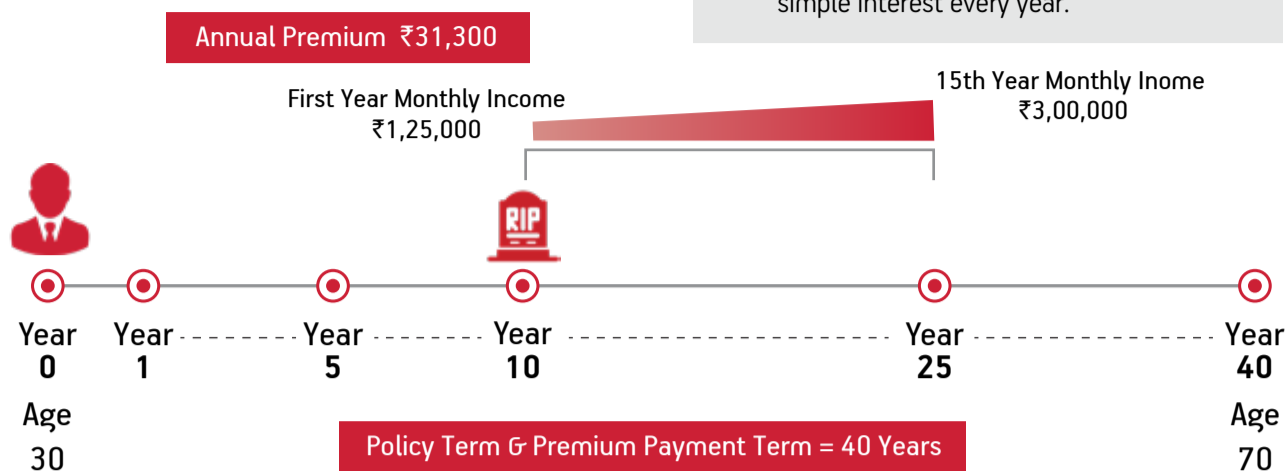 simple interest every year.
Annual Premium ₹31,300
First Year Monthly Income
₹1,25,000
15th Year Monthly Inome
₹3,00,000
RIP
Year Year Year Year Year Year
0 1 5 10 25 40
Age Age
30 70
Policy Term & Premium Payment Term = 40 Years